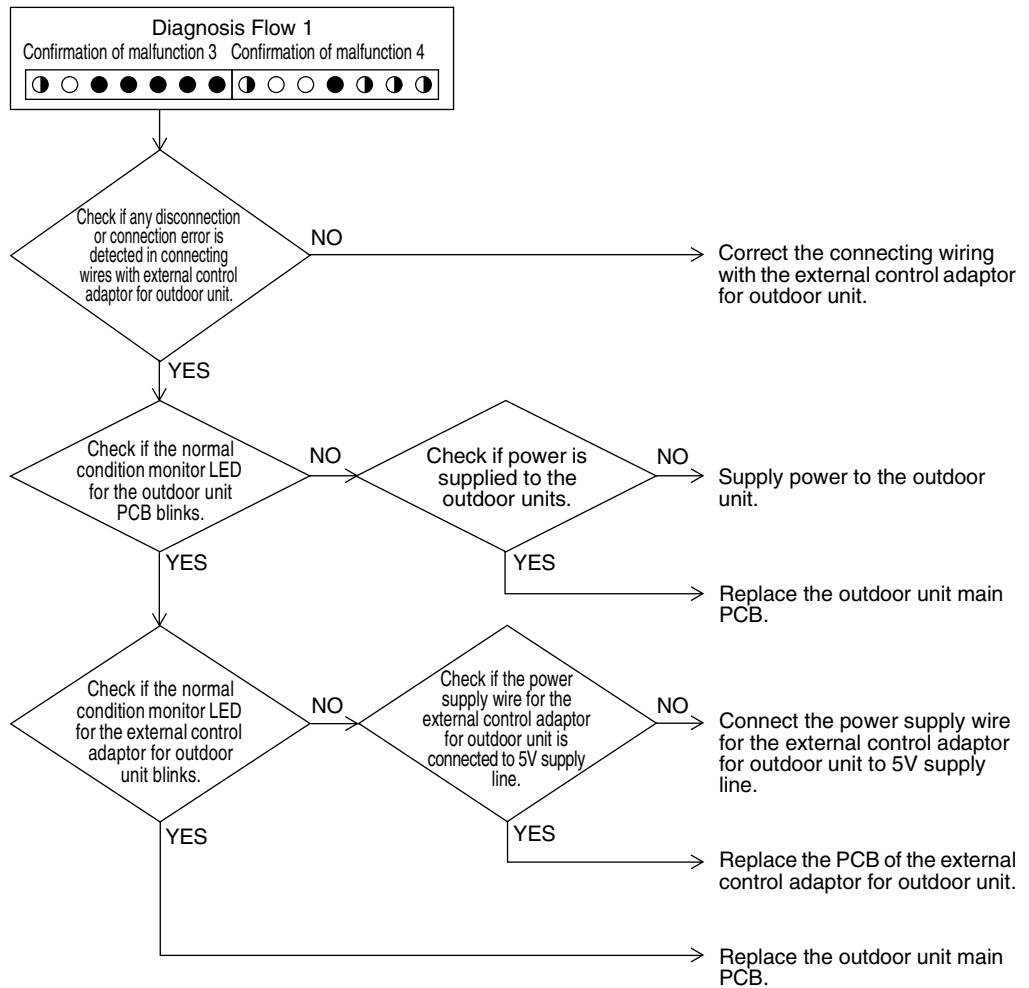 Diagnosis Flow 1
Confirmation of malfunction 3 Confirmation of malfunction 4
Check if any disconnection
or connection error is
detected in connecting
wires with external control
adaptor for outdoor unit.
NO
Correct the connecting wiring
with the external control adaptor
for outdoor unit.
YES
Check if the normal
condition monitor LED
for the outdoor unit
PCB blinks.
NO
Check if power is
supplied to the
outdoor units.
NO
Supply power to the outdoor
unit.
YES
YES
Replace the outdoor unit main
PCB.
Check if the normal
condition monitor LED
for the external control
adaptor for outdoor
unit blinks.
NO
Check if the power
supply wire for the
external control adaptor
for outdoor unit is
connected to 5V supply
line.
NO
Connect the power supply wire
for the external control adaptor
for outdoor unit to 5V supply
line.
YES
YES
Replace the PCB of the external
control adaptor for outdoor unit.
Replace the outdoor unit main
PCB.